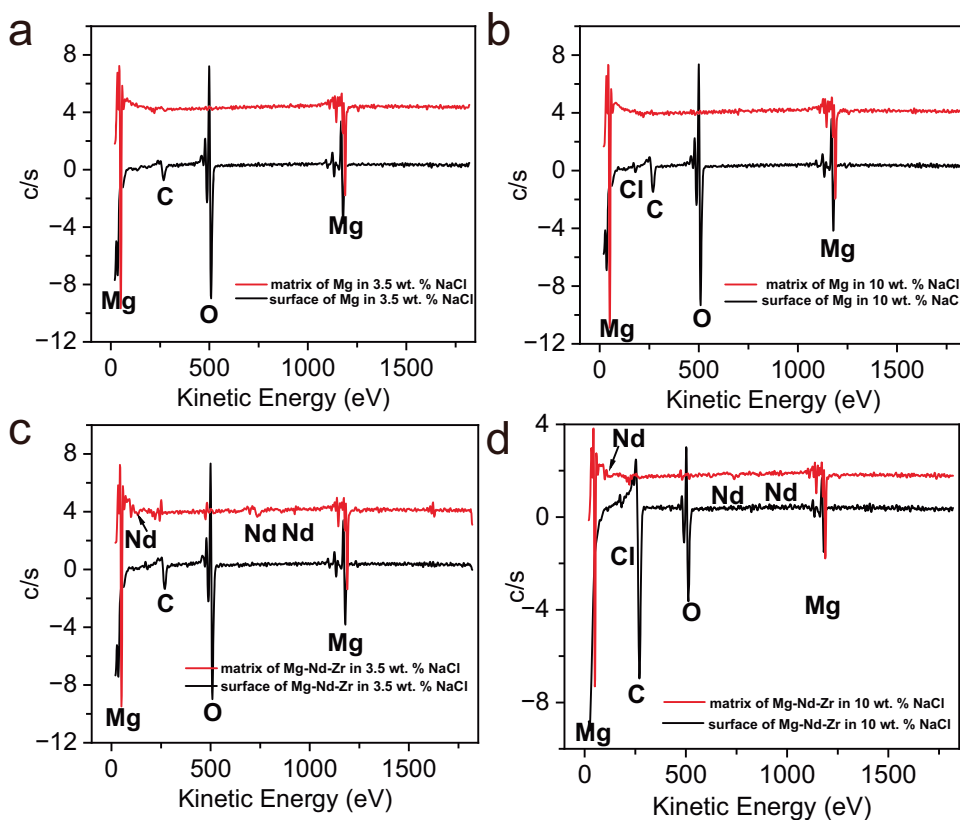 a
8
4
0
−4
−8
−12
c/s
C
Mg
Mg
O
matrix of Mg in 3.5 wt. % NaCl
surface of Mg in 3.5 wt. % NaCl
0
500
1000
1500
Kinetic Energy (eV)
b
8
4
0
−4
−8
−12
c/s
Cl
C
Mg
Mg
O
matrix of Mg in 10 wt. % NaCl
surface of Mg in 10 wt. % NaCl
0
500
1000
1500
Kinetic Energy (eV)
c
8
4
0
−4
−8
−12
c/s
Nd
Nd Nd
C
Mg
Mg
O
matrix of Mg-Nd-Zr in 3.5 wt. % NaCl
surface of Mg-Nd-Zr in 3.5 wt. % NaCl
0
500
1000
1500
Kinetic Energy (eV)
d
4
0
−4
−8
c/s
Nd
Nd Nd
Cl
O
Mg
C
Mg
matrix of Mg-Nd-Zr in 10 wt. % NaCl
surface of Mg-Nd-Zr in 10 wt. % NaCl
0
500
1000
1500
Kinetic Energy (eV)